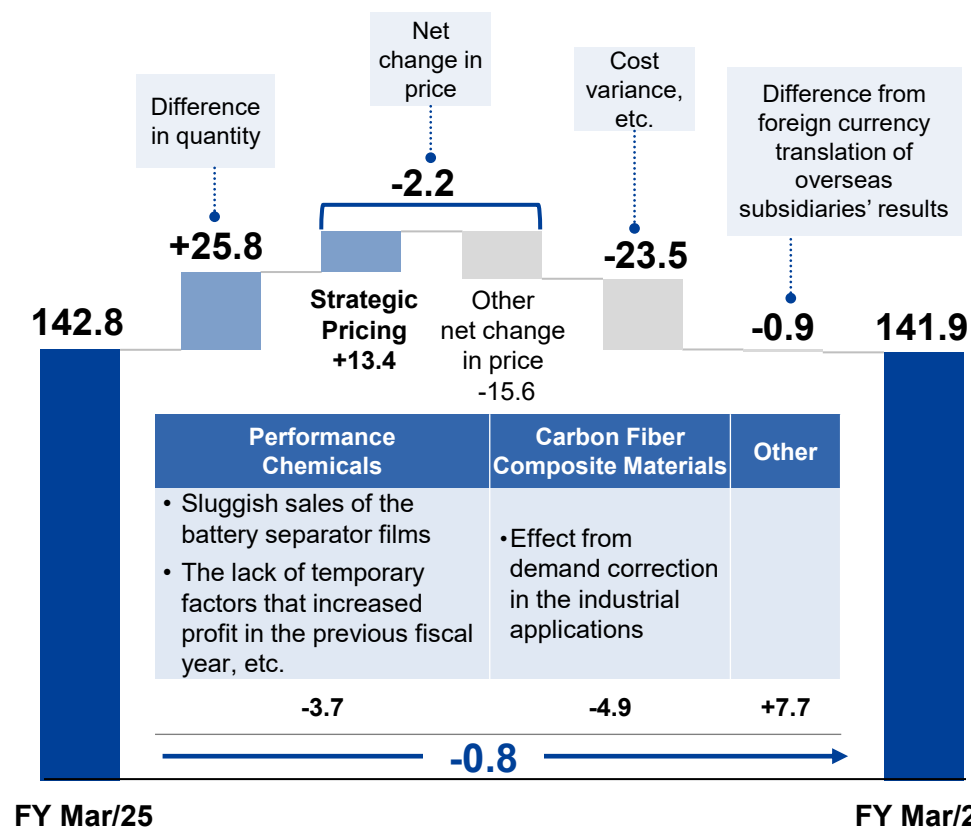 Net
change in
price
Difference
in quantity
Cost
variance,
etc.
Difference from
foreign currency
translation of
overseas
subsidiaries’ results
-2.2
+25.8
-23.5
-0.9
142.8
141.9
Strategic
Pricing
+13.4
Other
net change
in price
-15.6
Performance
Chemicals
Carbon Fiber
Composite Materials
Other
• Sluggish sales of the
battery separator films
• The lack of temporary
factors that increased
profit in the previous fiscal
year, etc.
•Effect from
demand correction
in the industrial
applications
-3.7
-4.9
+7.7
-0.8
FY Mar/25
FY Mar/2